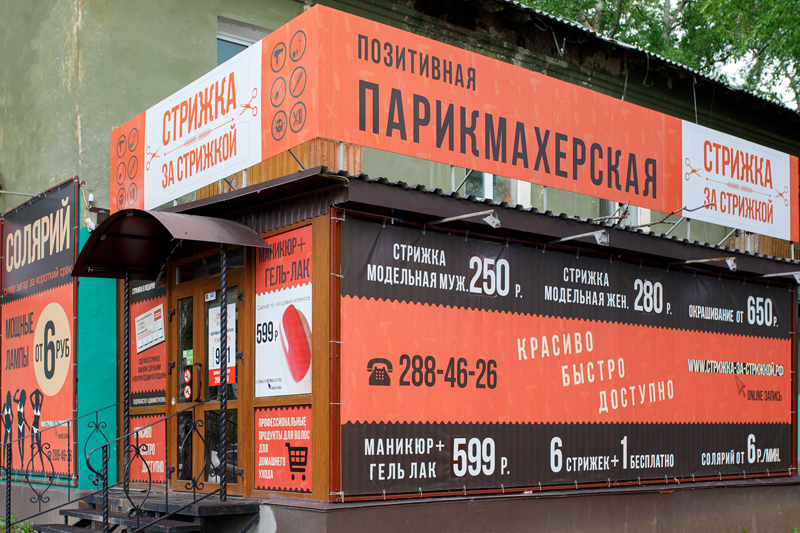 СТРИЖКА
ЗА СТРИЖКОЙ
ПОЗИТИВНАЯ
ПАРИКМАХЕРСКАЯ
СТРИЖКА
ЗА СТРИЖКОЙ
СОЛЯРИЙ
МОЩНЫЕ
ЛАМПЫ
ОТ
6
РУБ
МАНИКЮР+
ГЕЛЬ-ЛАК
599 Р.
ПРОФЕССИОНАЛЬНЫЕ
ПРОДУКТЫ ДЛЯ ВОЛОС
ДЛЯ
ДОМАШНЕГО
УХОДА
СТРИЖКА
МОДЕЛЬНАЯ МУЖ. 250 Р.
СТРИЖКА
МОДЕЛЬНАЯ ЖЕН. 280 Р.
ОКРАШИВАНИЕ ОТ 650 Р.
288-46-26
КРАСИВО
БЫСТРО
ДОСТУПНО
WWW.СТРИЖКА-ЗА-СТРИЖКОЙ.РФ
ONLINE ЗАПИСЬ
МАНИКЮР+
ГЕЛЬ ЛАК 599 Р.
6 СТРИЖЕК+1 БЕСПЛАТНО
СОЛЯРИЙ ОТ 6 Р./МИН.